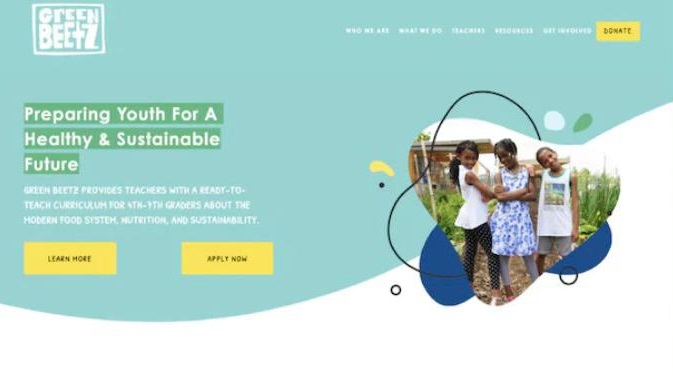 GREEN
BEETZ
WHO WE ARE WHAT WE DO TEACHERS RESOURCES GET INVOLVED DONATE
Preparing Youth For A
Healthy & Sustainable
Future
GREEN BEETZ PROVIDES TEACHERS WITH A READY-TO-
TEACH CURRICULUM FOR 4TH-7TH GRADERS ABOUT THE
MODERN FOOD SYSTEM, NUTRITION, AND SUSTAINABILITY.
LEARN MORE APPLY NOW